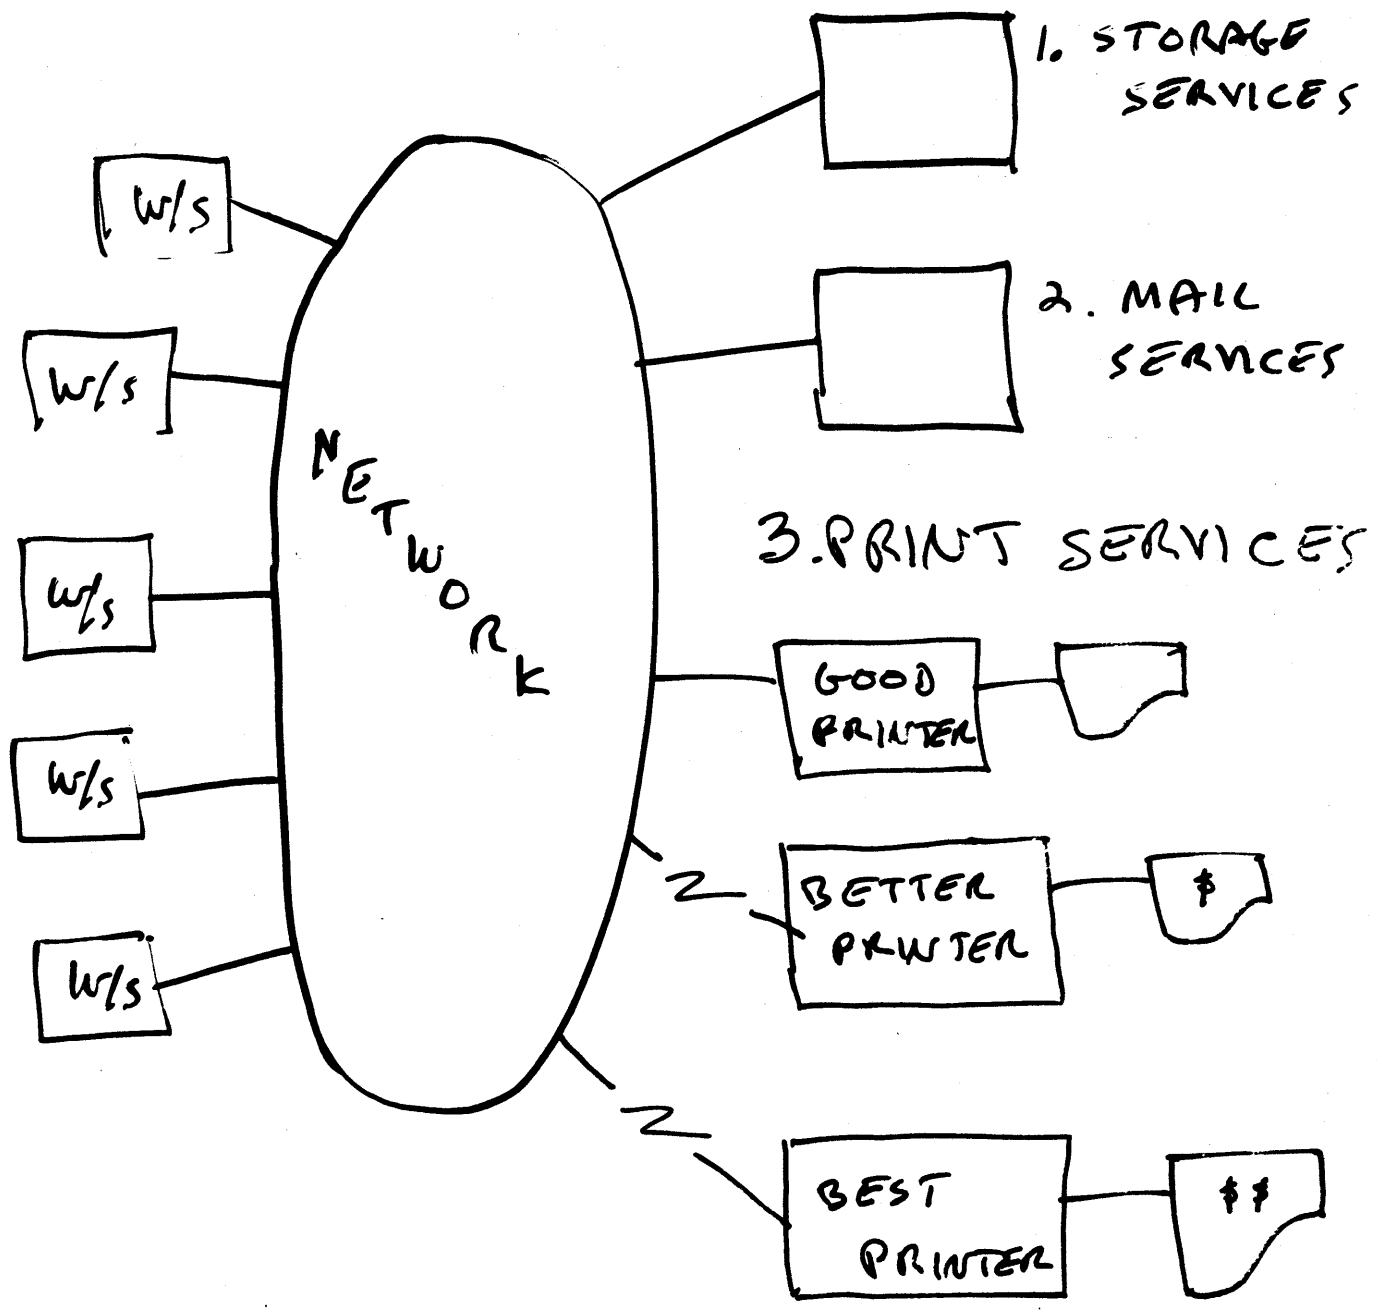 1. STORAGE
SERVICES
W/S
2. MAIL
SERVICES
W/S
NETWORK
3. PRINT SERVICES
W/S
GOOD
PRINTER
W/S
BETTER
PRINTER
$
W/S
BEST
PRINTER
$$